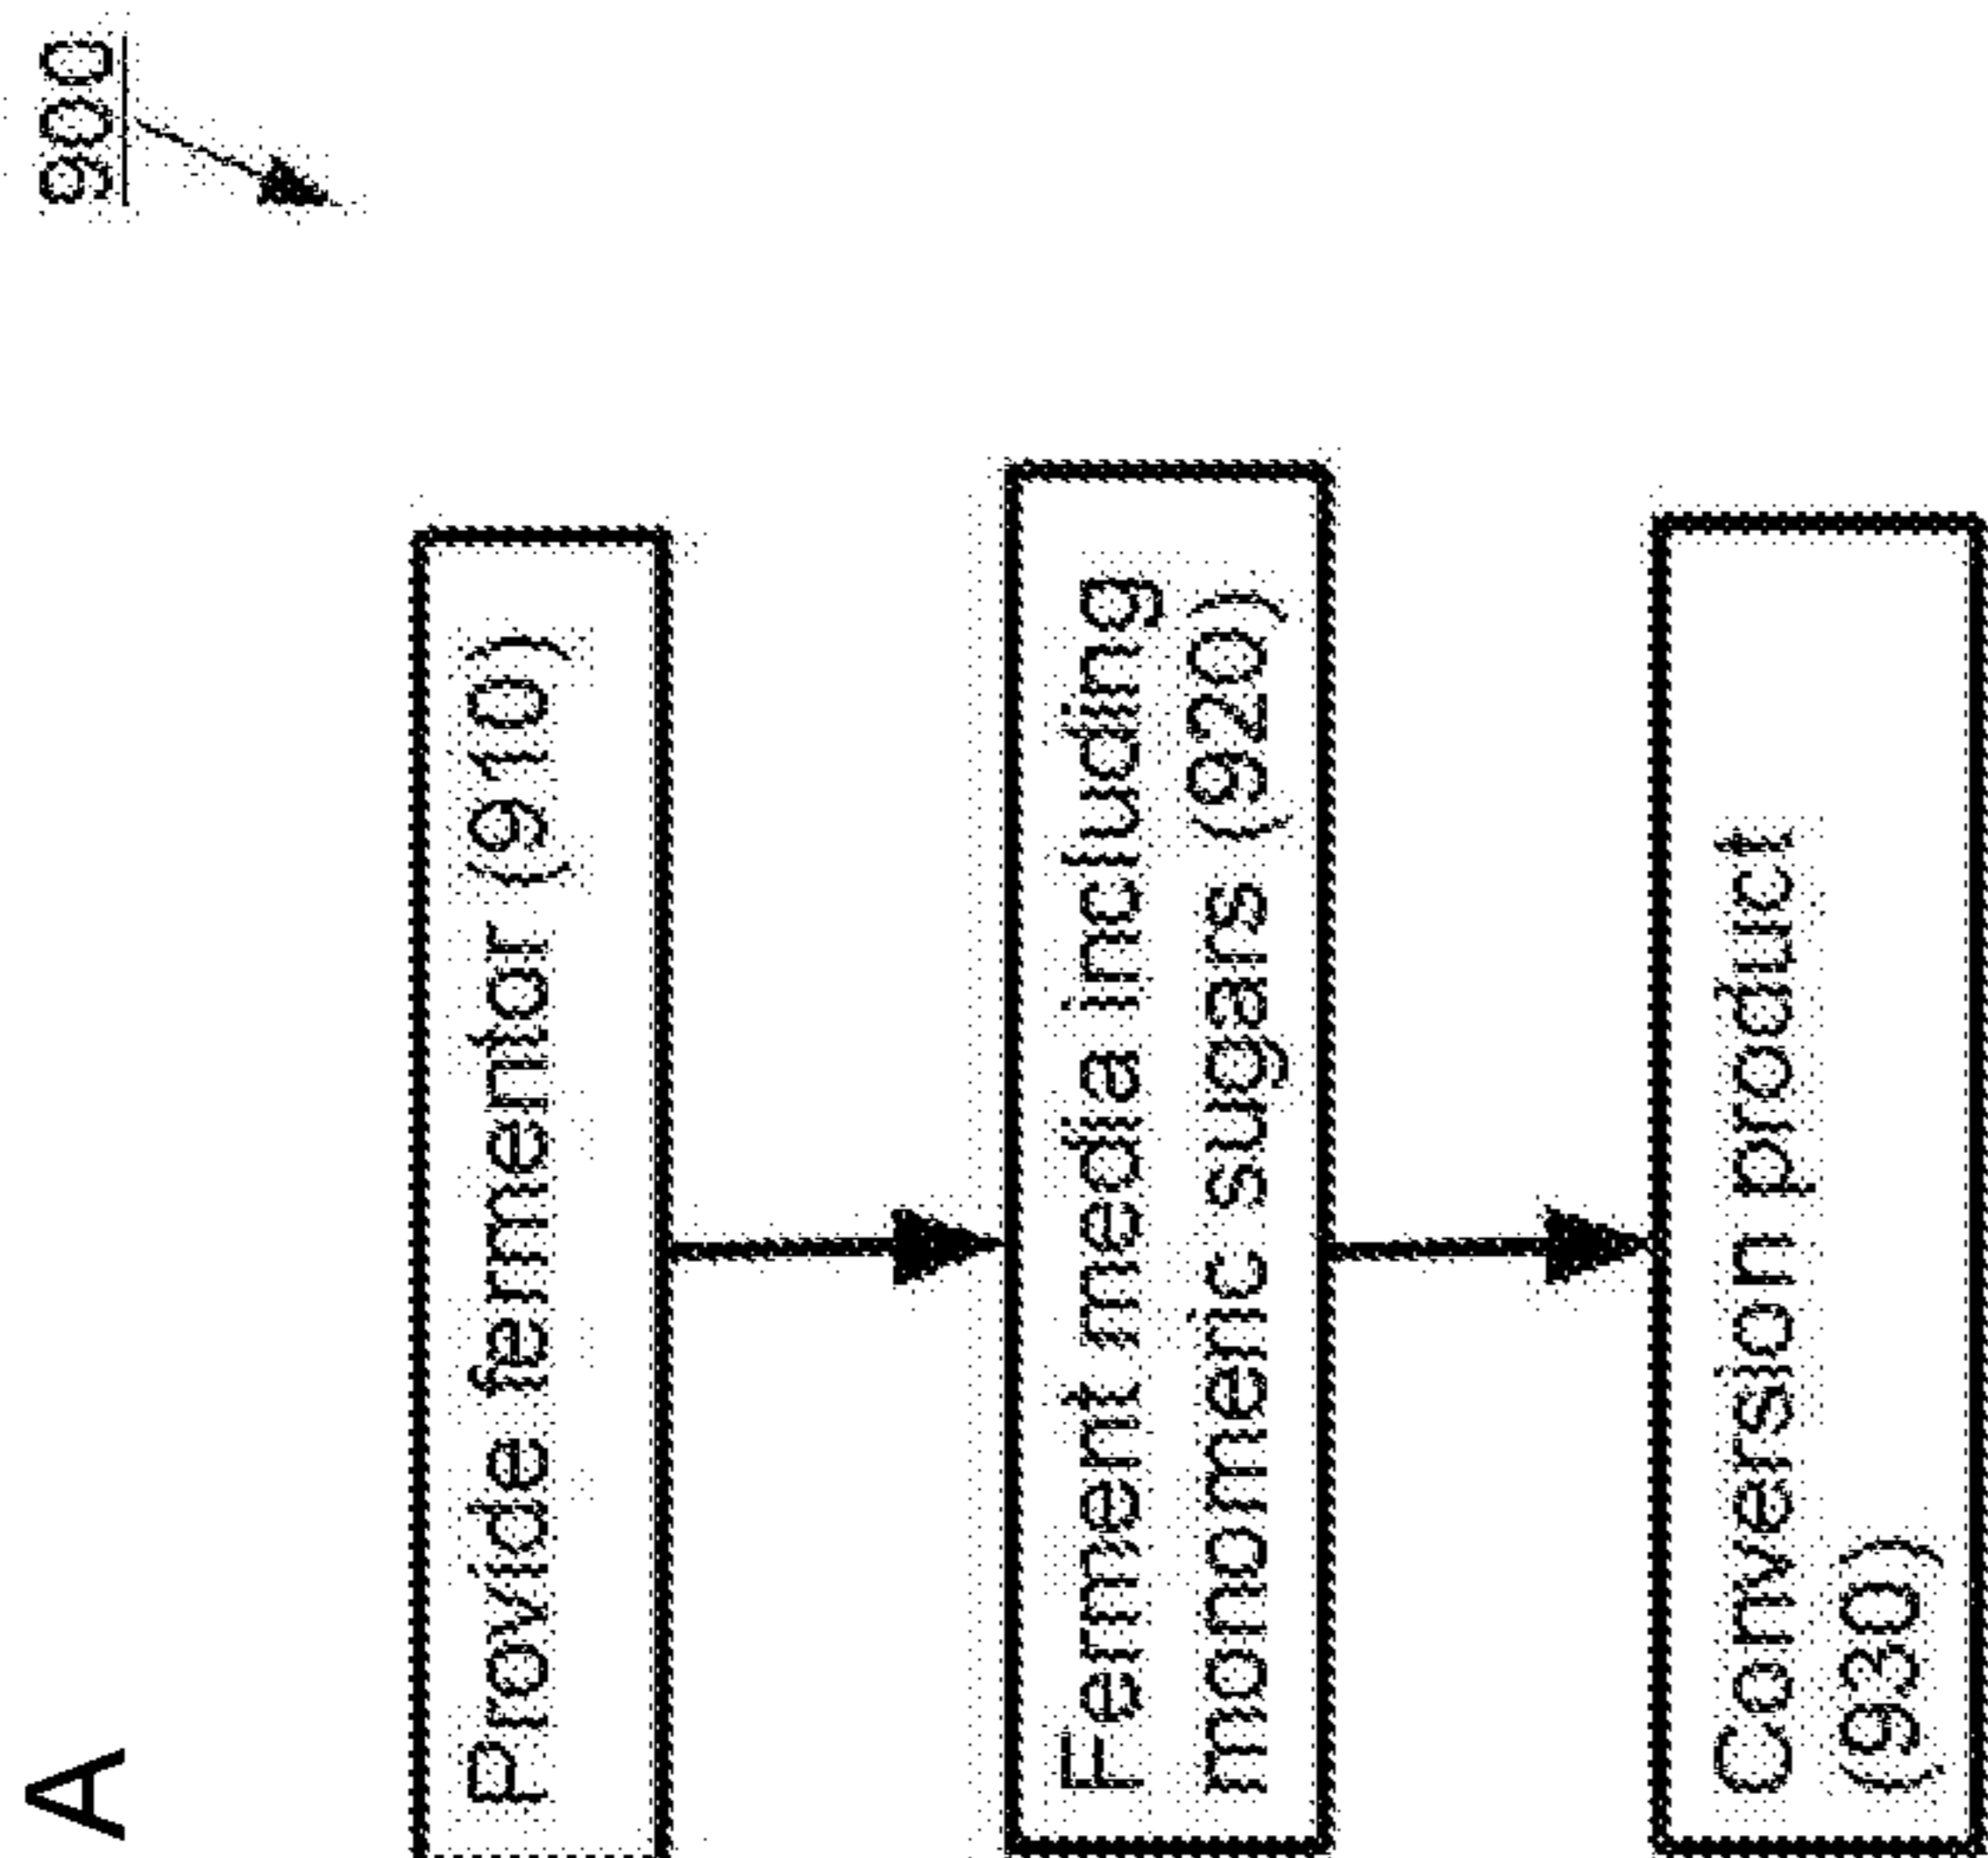 A
900
Provide fermentor (910)
Ferment media including
monomeric sugars (920)
Conversion product
(930)